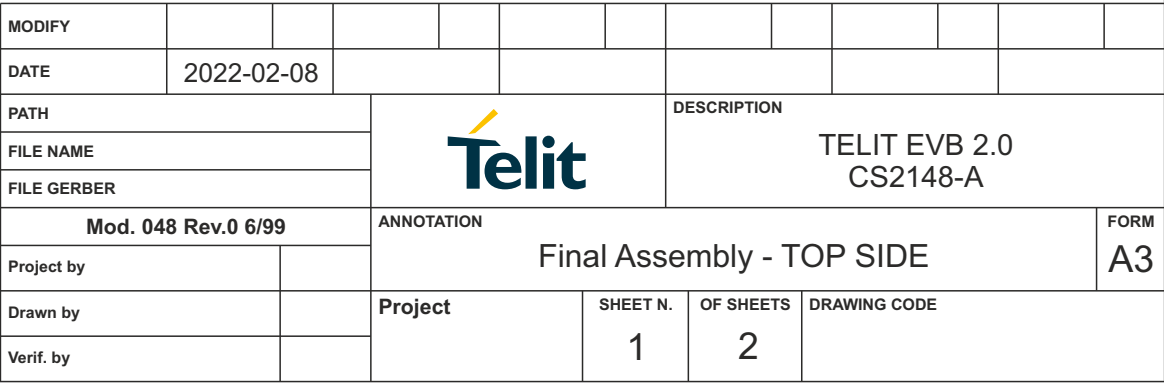 MODIFY
DATE 2022-02-08
PATH
FILE NAME
FILE GERBER
Telit
DESCRIPTION
TELIT EVB 2.0
CS2148-A
Mod. 048 Rev.0 6/99
ANNOTATION
Final Assembly - TOP SIDE
FORM
A3
Project by
Drawn by
Verif. by
Project
SHEET N.
1
OF SHEETS
2
DRAWING CODE